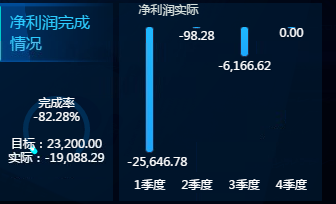 净利润完成
情况
完成率
-82.28%
目标：23,200.00
实际：-19,088.29
净利润实际
-98.28
0.00
-6,166.62
-25,646.78
1季度 2季度 3季度 4季度